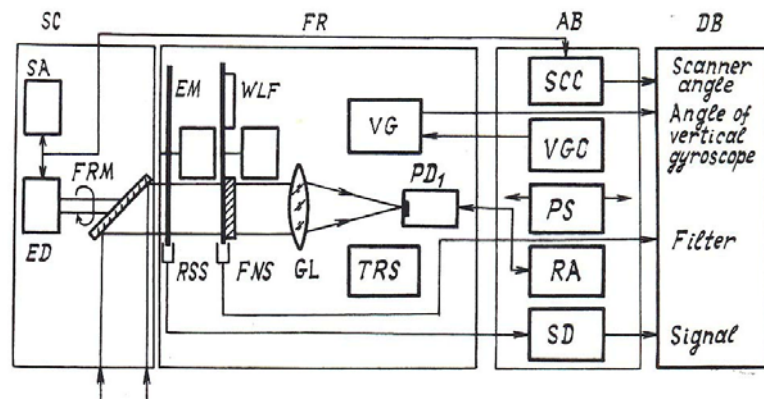 SC FR AB DB
SA
EM WLF
SCC
Scanner
angle
VG
Angle of
vertical
gyroscope
VGC
FRM
PD1
PS
ED
RSS FNS GL TRS
Filter
RA
SD
Signal